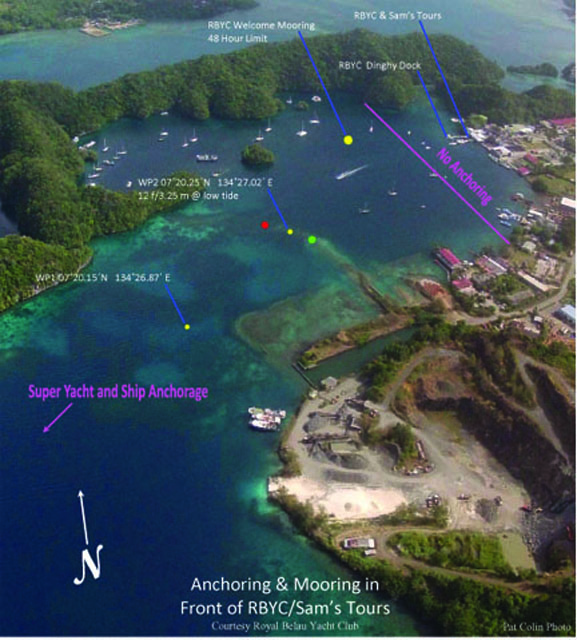 RBYC & Sam's Tours
RBYC Welcome Mooring
48 Hour Limit
RBYC Dinghy Dock
No Anchoring
WP2 07˚20.25´N 134˚27.02´ E
12 f/3.25 m @ low tide
WP1 07˚20.15´N 134˚26.87´ E
Super Yacht and Ship Anchorage
N
Anchoring & Mooring in
Front of RBYC/Sam's Tours
Courtesy Royal Belau Yacht Club
Pat Colin Photo